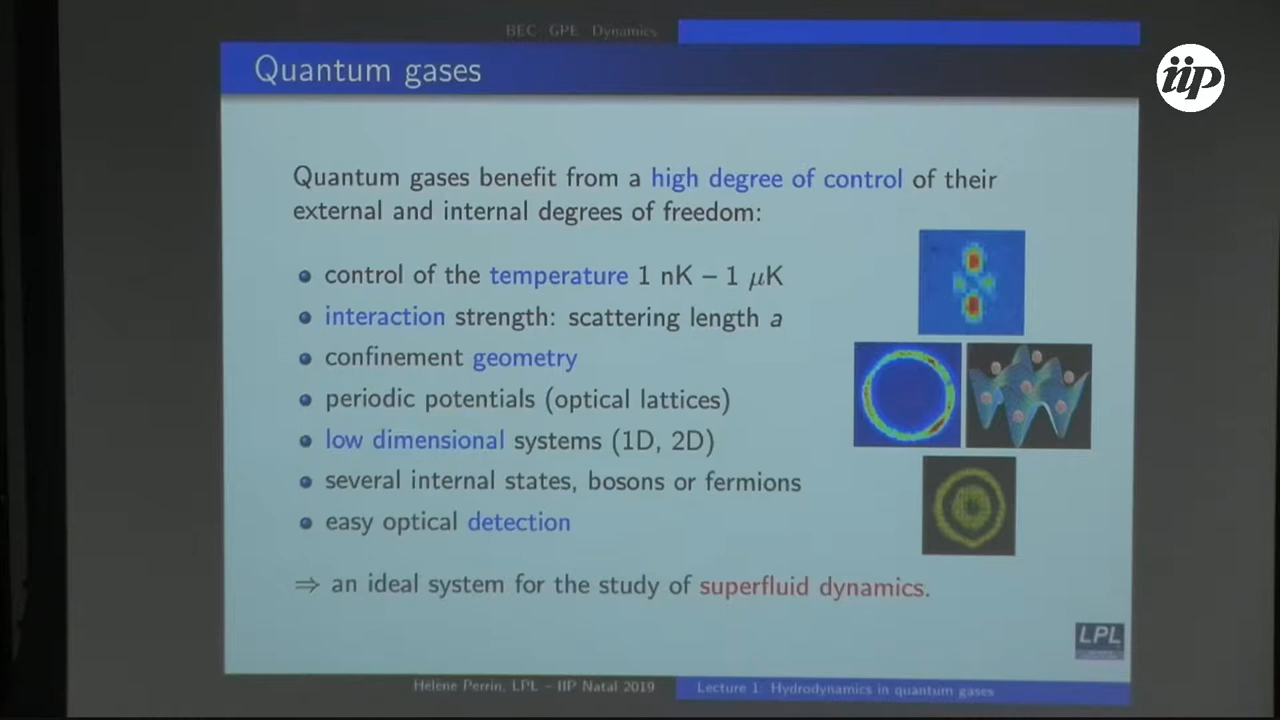 BEC GPE Dynamics
Quantum gases
iip
Quantum gases benefit from a high degree of control of their
external and internal degrees of freedom:
control of the temperature 1 nK – 1 μK
interaction strength: scattering length a
confinement geometry
periodic potentials (optical lattices)
low dimensional systems (1D, 2D)
several internal states, bosons or fermions
easy optical detection
⇒ an ideal system for the study of superfluid dynamics.
LPL
Hélène Perrin, LPL – IIP Natal 2019
Lecture 1: Hydrodynamics in quantum gases